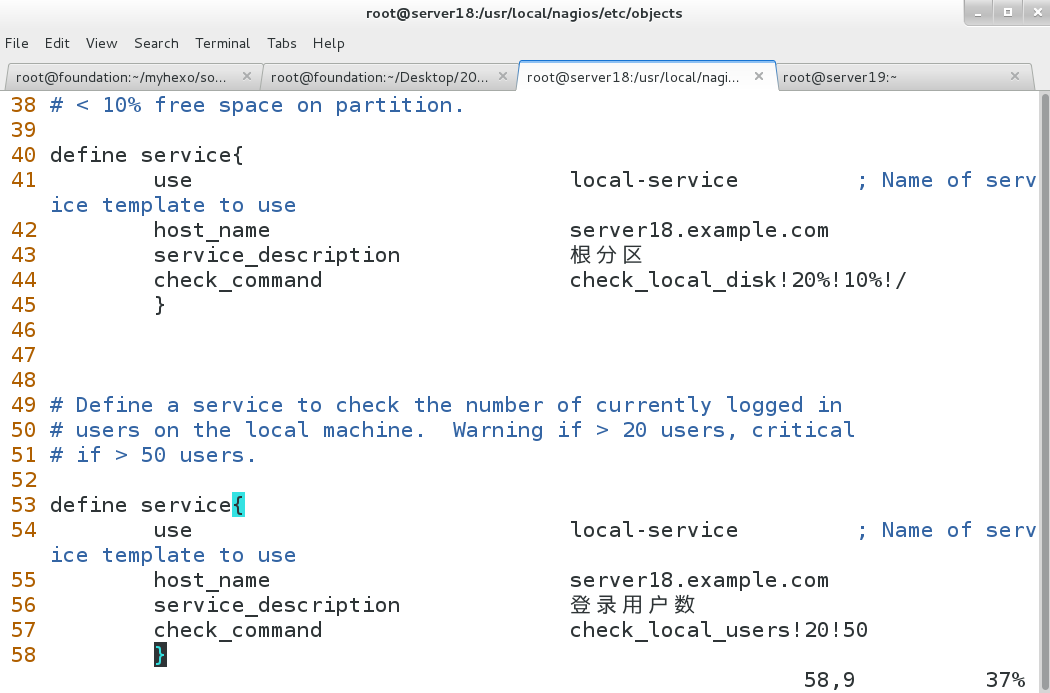 root@server18:/usr/local/nagios/etc/objects
File Edit View Search Terminal Tabs Help
root@foundation:~/myhexo/so... root@foundation:~/Desktop/20... root@server18:/usr/local/nagi... root@server19:~
38 # < 10% free space on partition.
39
40 define service{
41 use local-service ; Name of serv
ice template to use
42 host_name server18.example.com
43 service_description 根分区
44 check_command check_local_disk!20%!10%!/
45 }
46
47
48
49 # Define a service to check the number of currently logged in
50 # users on the local machine.  Warning if > 20 users, critical
51 # if > 50 users.
52
53 define service{
54 use local-service ; Name of serv
ice template to use
55 host_name server18.example.com
56 service_description 登录用户数
57 check_command check_local_users!20!50
58 }
58,9 37%